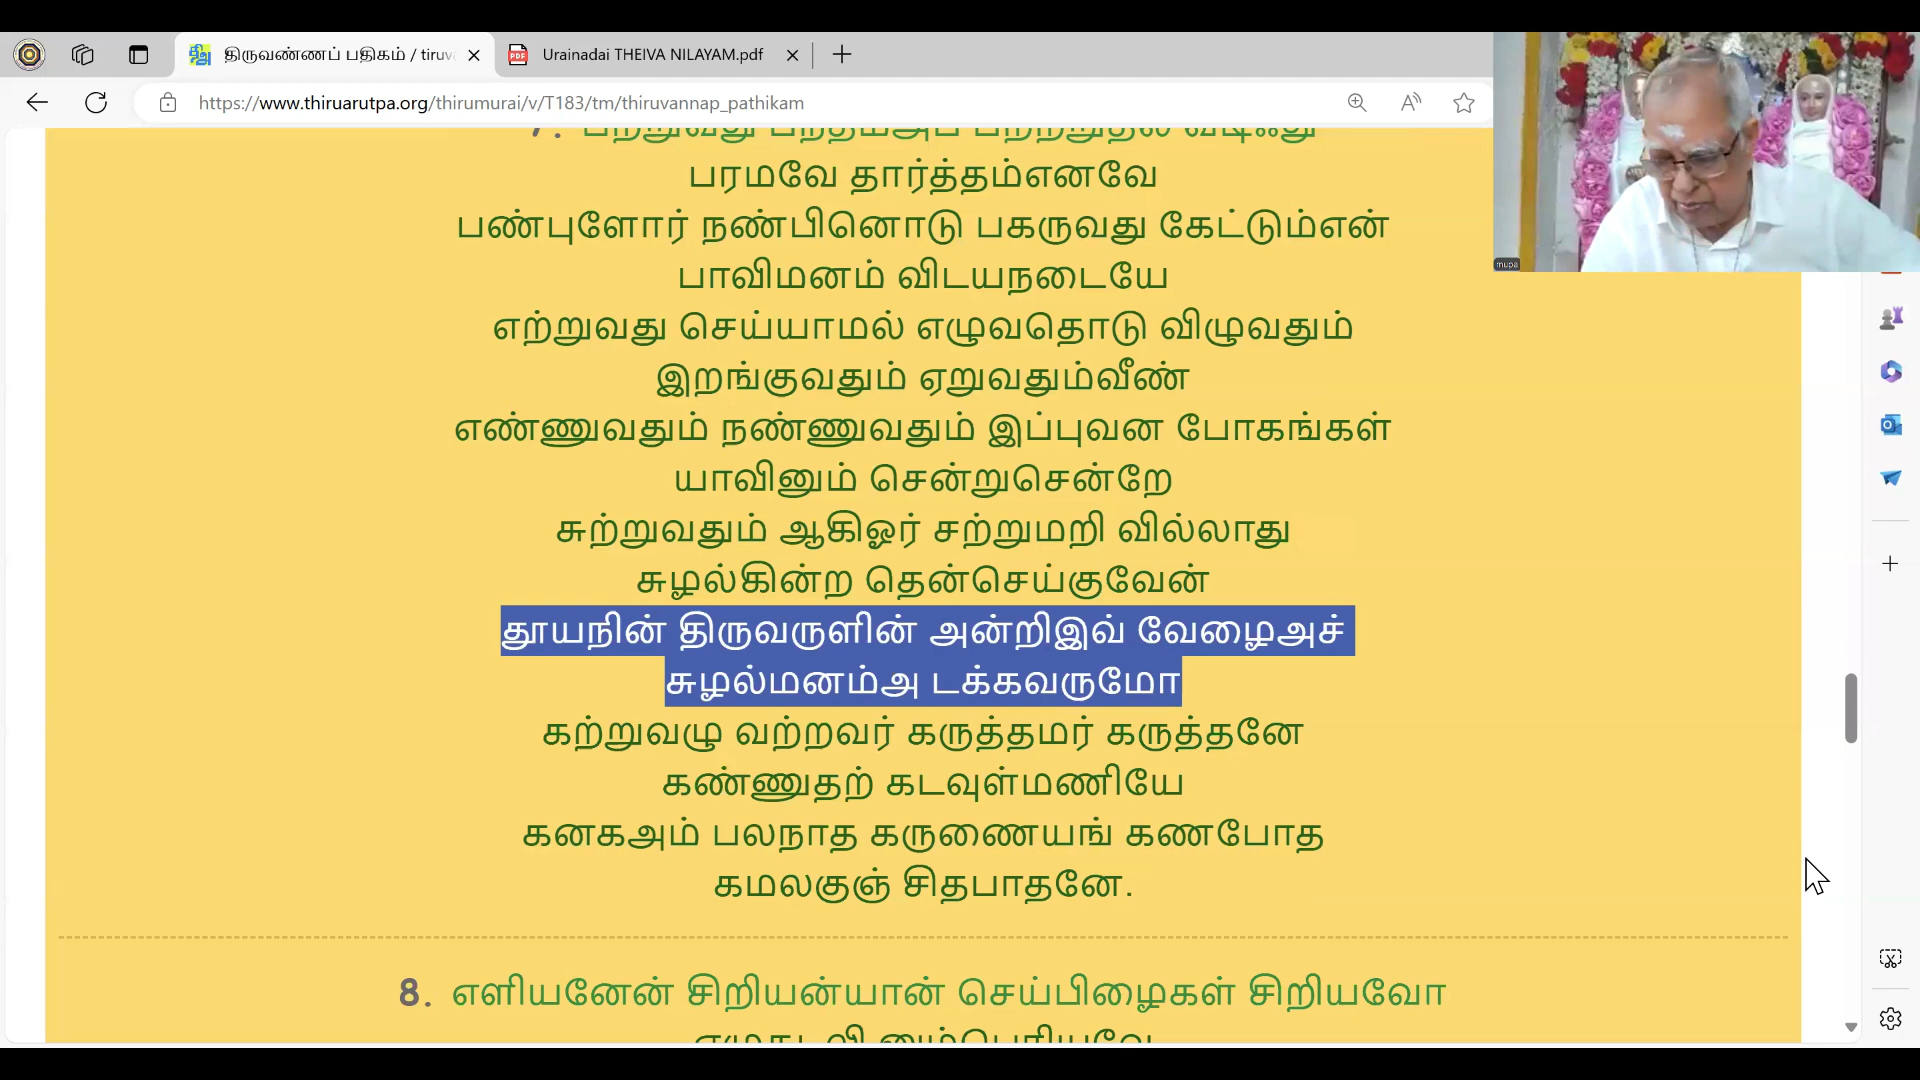 திருவண்ணப் பதிகம் / tiruva
Urainadai THEIVA NILAYAM.pdf
https://www.thiruarutpa.org/thirumurai/v/T183/tm/thiruvannap_pathikam
mupa
பரமவே தார்த்தம்எனவே
பண்புளோர் நண்பினொடு பகருவது கேட்டும்என்
பாவிமனம் விடயநடையே
எற்றுவது செய்யாமல் எழுவதொடு விழுவதும்
இறங்குவதும் ஏறுவதும்வீண்
எண்ணுவதும் நண்ணுவதும் இப்புவன போகங்கள்
யாவினும் சென்றுசென்றே
சுற்றுவதும் ஆகிஓர் சற்றுமறி வில்லாது
சுழல்கின்ற தென்செய்குவேன்
தூயநின் திருவருளின் அன்றிஇவ் வேழைஅச்
சுழல்மனம்அ டக்கவருமோ
கற்றுவழு வற்றவர் கருத்தமர் கருத்தனே
கண்ணுதற் கடவுள்மணியே
கனகஅம் பலநாத கருணையங் கணபோத
கமலகுஞ் சிதபாதனே.
8. எளியனேன் சிறியன்யான் செய்பிழைகள் சிறியவோ